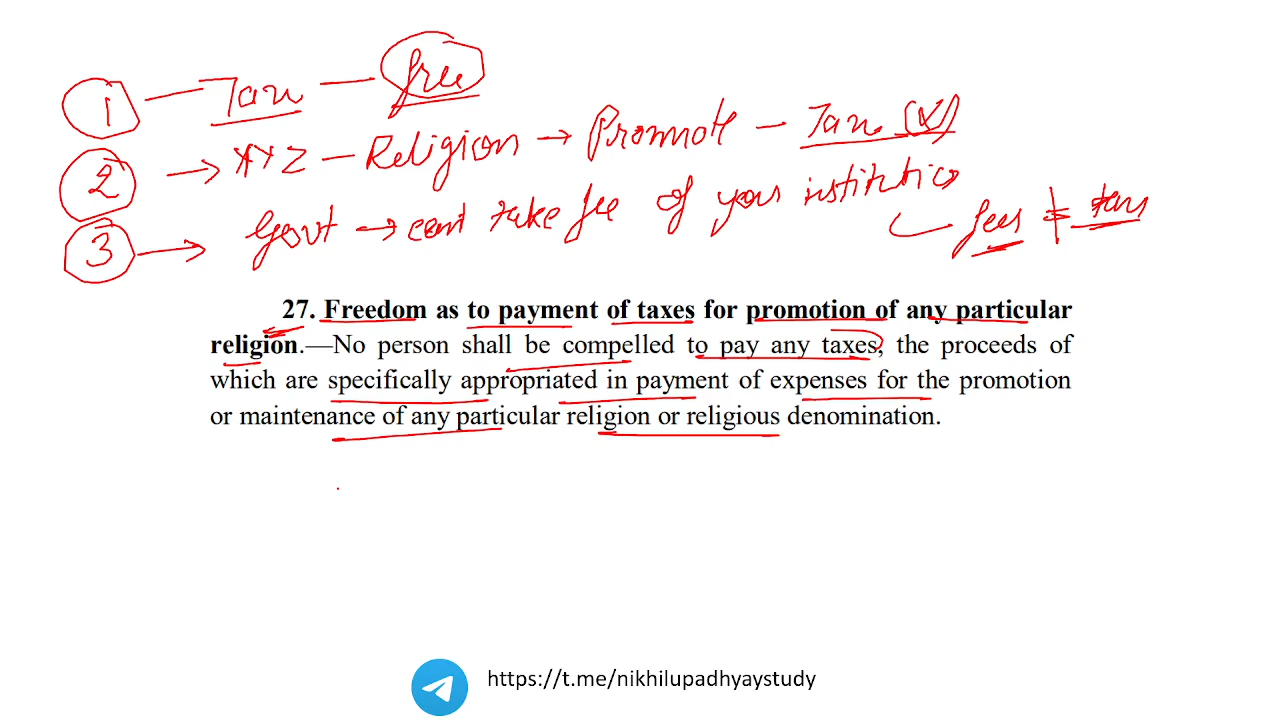 1 — Tax — free
2 → XYZ — Religion → Promote — Tax (X)
3 → Govt → can take fee of your institution
fees ≠ tax
27. Freedom as to payment of taxes for promotion of any particular
religion.—No person shall be compelled to pay any taxes, the proceeds of
which are specifically appropriated in payment of expenses for the promotion
or maintenance of any particular religion or religious denomination.
https://t.me/nikhilupadhyaystudy